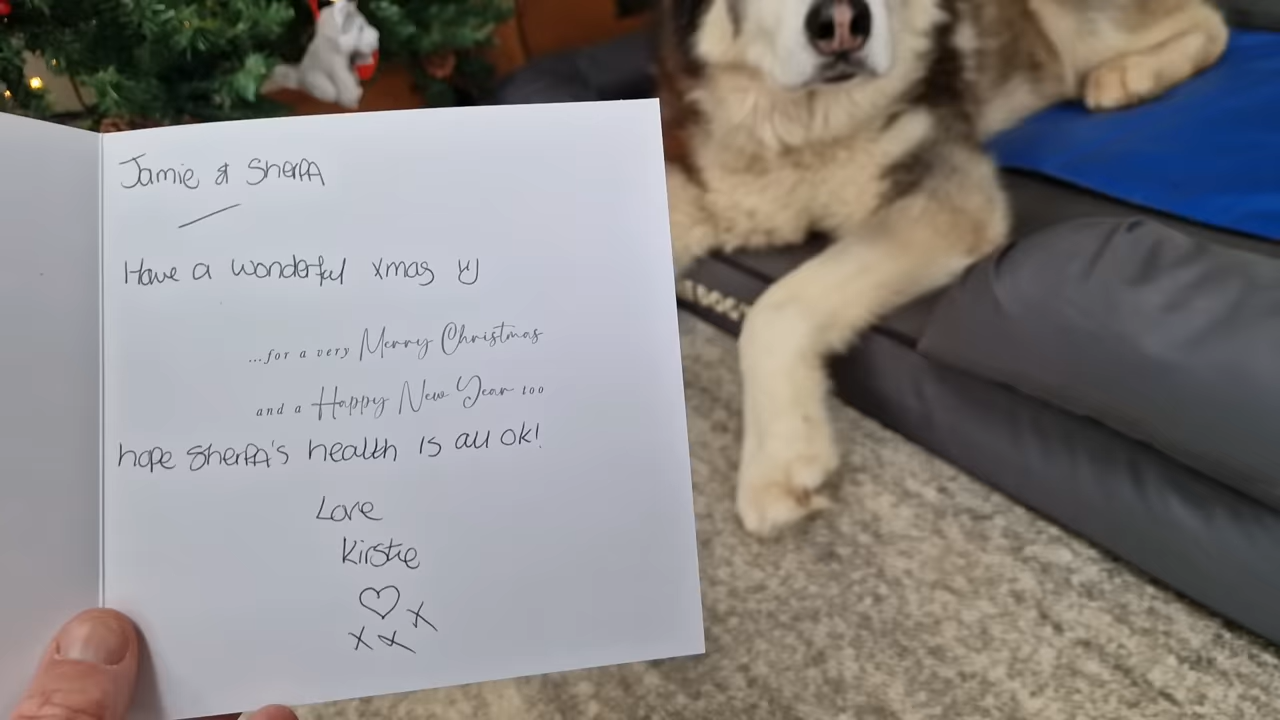 Jamie & SherPA
Have a wonderful xmas
...for a very Merry Christmas
and a Happy New Year too
hope SherPA's health is all ok!
Love
Kirstie
x
x x